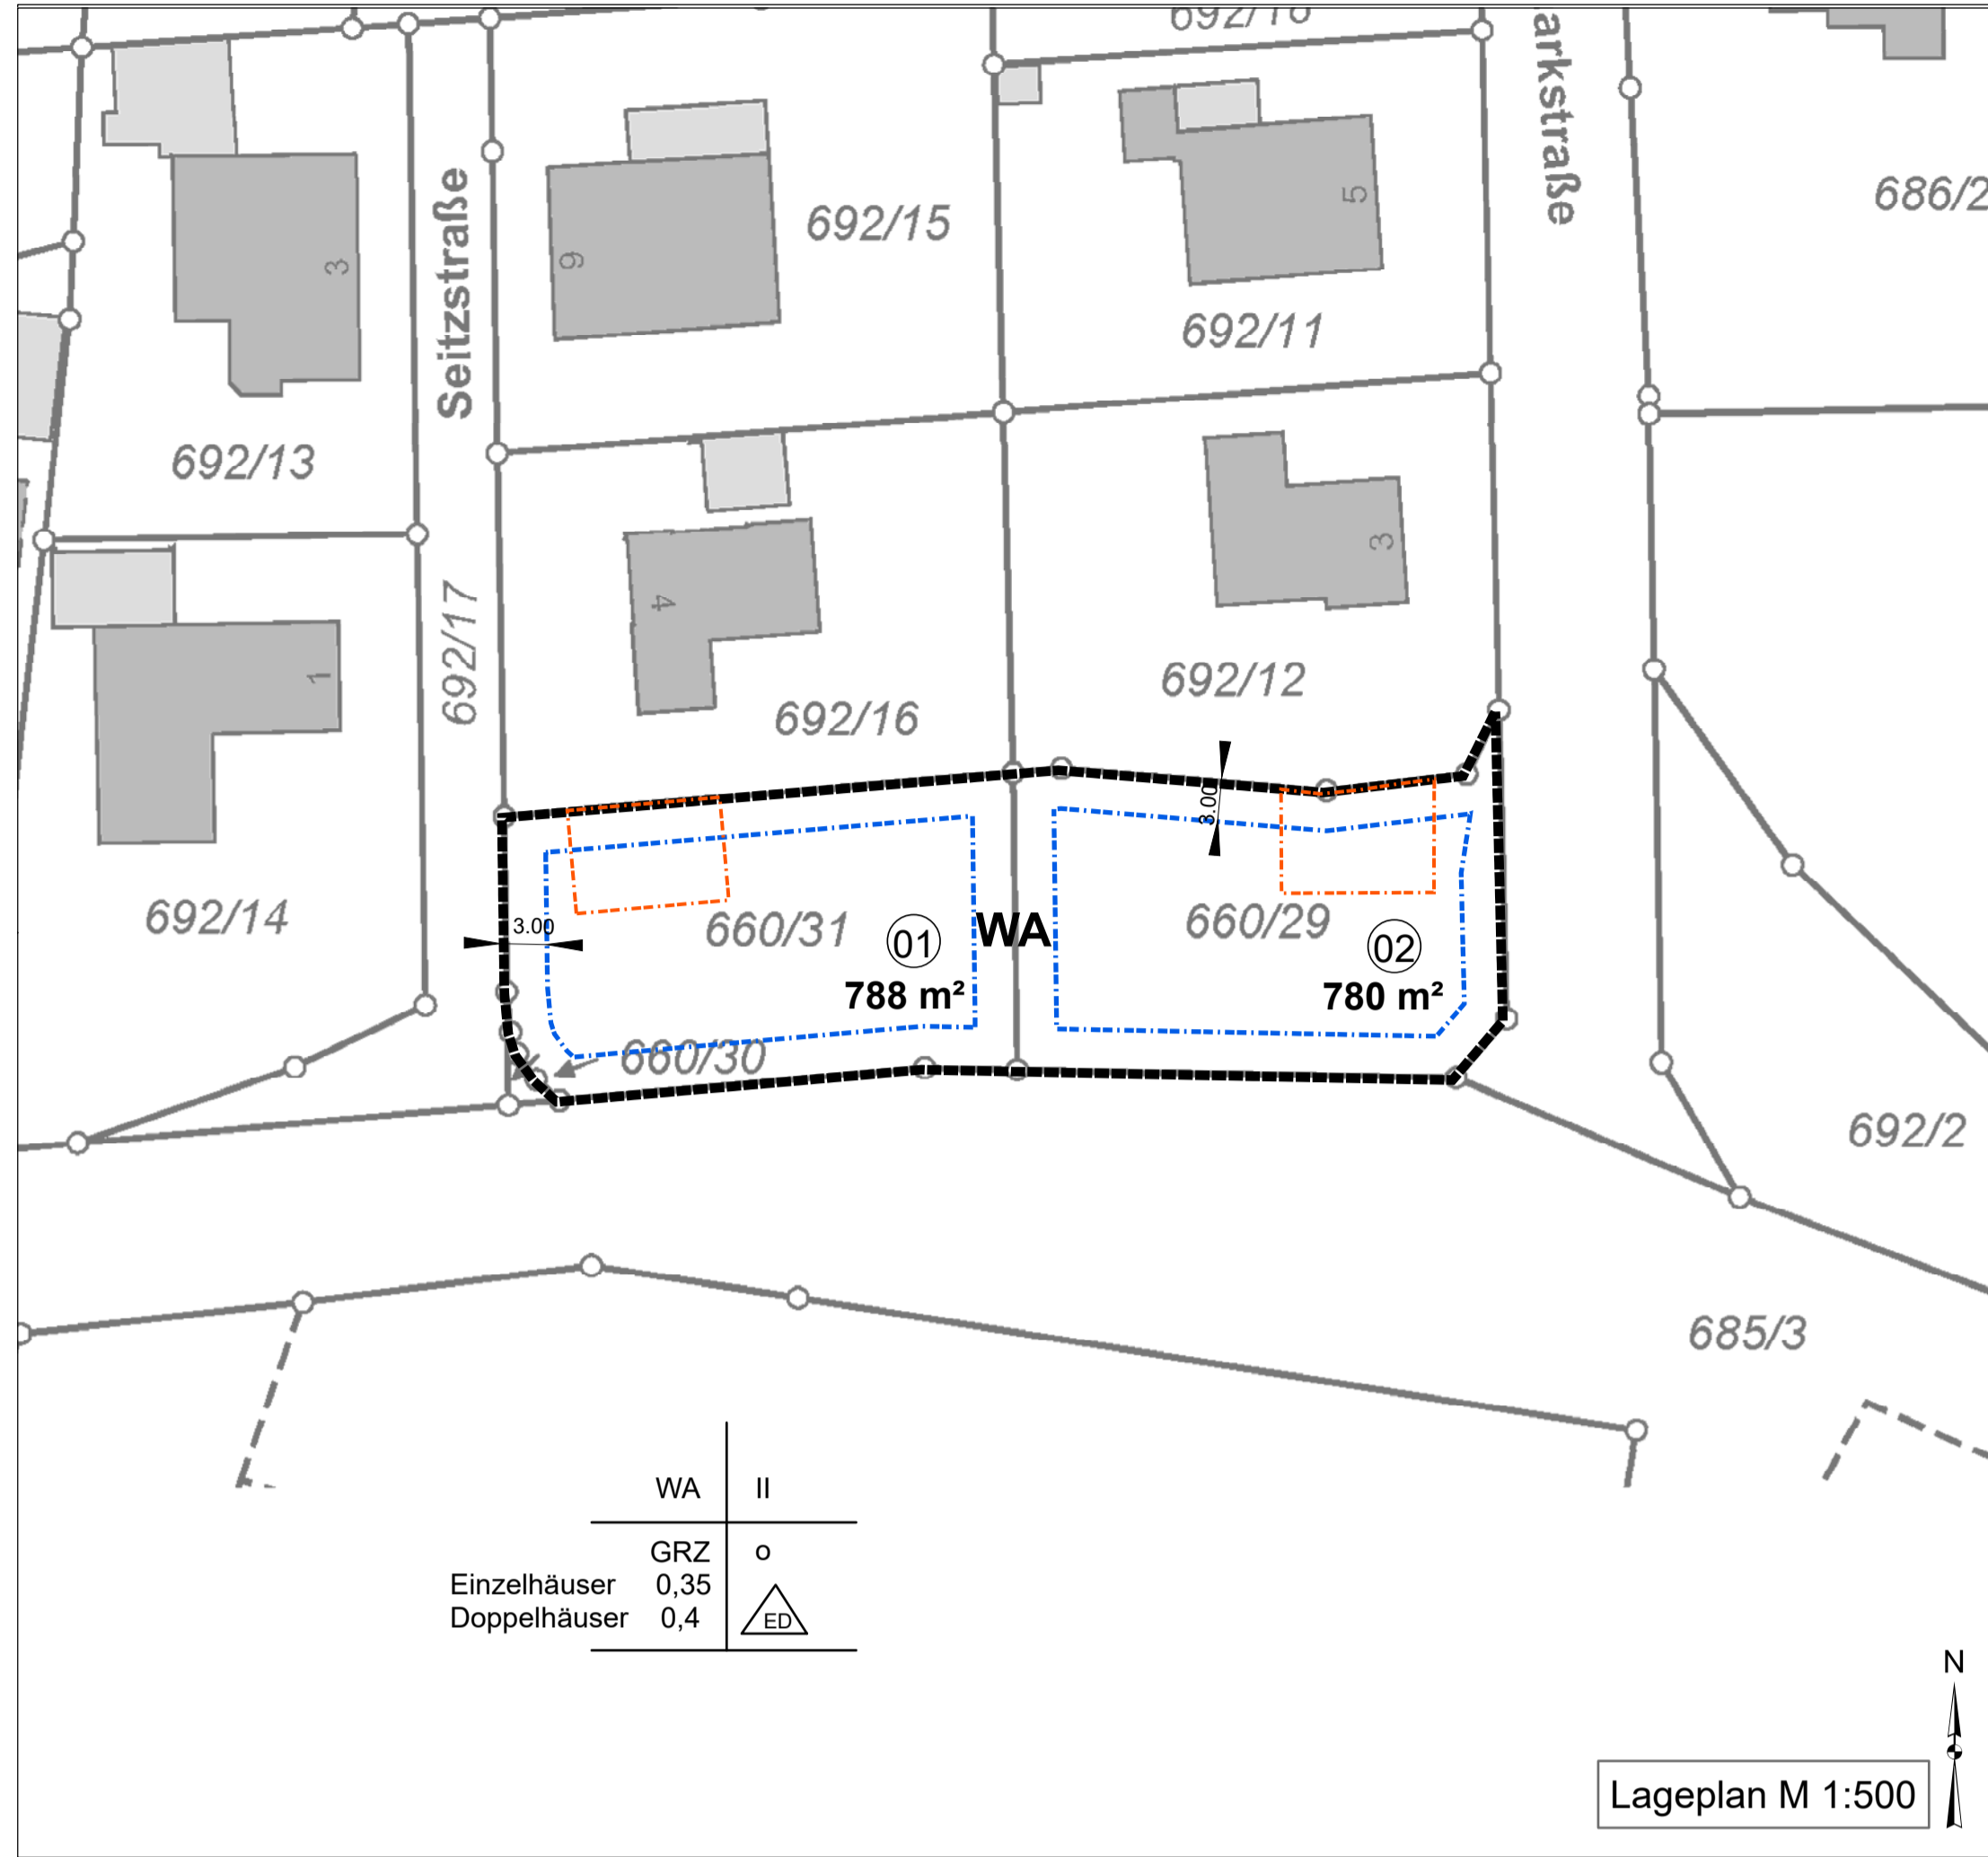 692/18
arkstraße
686/2
692/15
5
3
Seitzstraße
9
692/11
692/13
3
4
692/17
1
692/12
692/16
3.00
692/14
3.00
660/31
01
WA
660/29
02
788 m²
780 m²
660/30
692/2
685/3
WA II
GRZ o
Einzelhäuser 0,35
Doppelhäuser 0,4 ED
N
Lageplan M 1:500